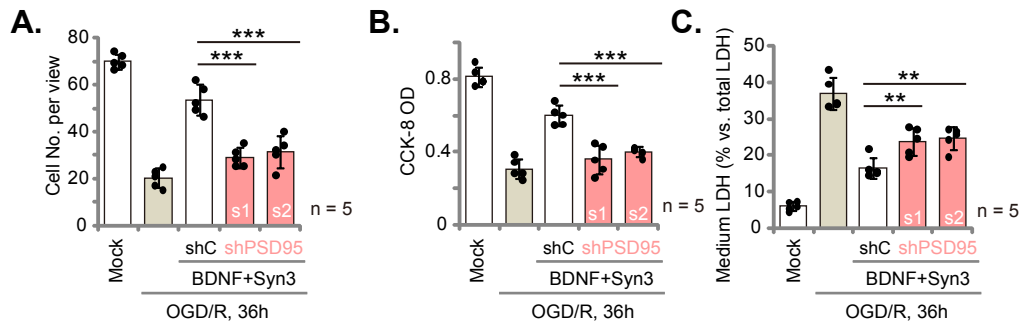 A.
Cell No. per view
80
60
40
20
0
***
***
s1 s2
n = 5
Mock
shC shPSD95
BDNF+Syn3
OGD/R, 36h
B.
CCK-8 OD
0.8
0.4
0
***
***
s1 s2
n = 5
Mock
shC shPSD95
BDNF+Syn3
OGD/R, 36h
C.
Medium LDH (% vs. total LDH)
50
40
30
20
10
0
**
**
s1 s2
n = 5
Mock
shC shPSD95
BDNF+Syn3
OGD/R, 36h